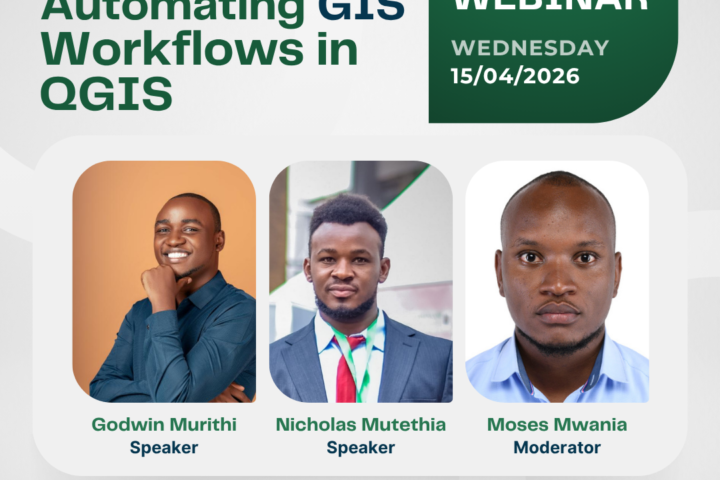 Automating GIS
Workflows in
QGIS
WEBINAR
WEDNESDAY
15/04/2026
Godwin Murithi
Speaker
Nicholas Mutethia
Speaker
Moses Mwania
Moderator